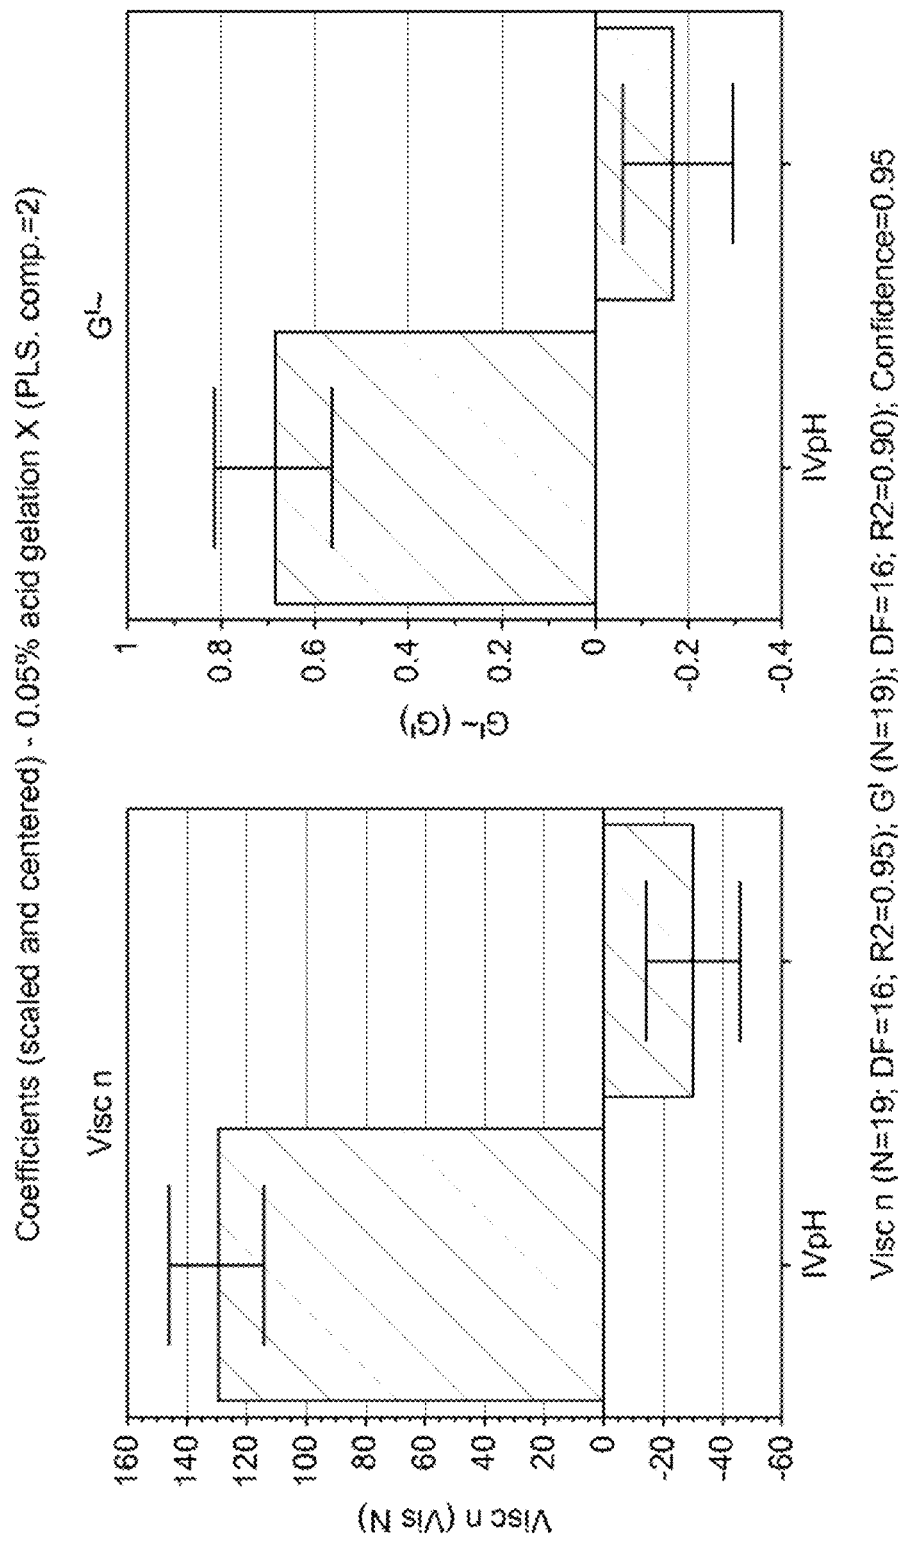 Coefficients (scaled and centered) - 0.05% acid gelation X (PLS. comp.=2)
Visc n
Visc n (Vis N)
160
140
120
100
80
60
40
20
0
-20
-40
-60
IVpH
G'~
G'~ (G')
1
0.8
0.6
0.4
0.2
0
-0.2
-0.4
IVpH
Visc n (N=19; DF=16; R2=0.95); G' (N=19); DF=16; R2=0.90); Confidence=0.95